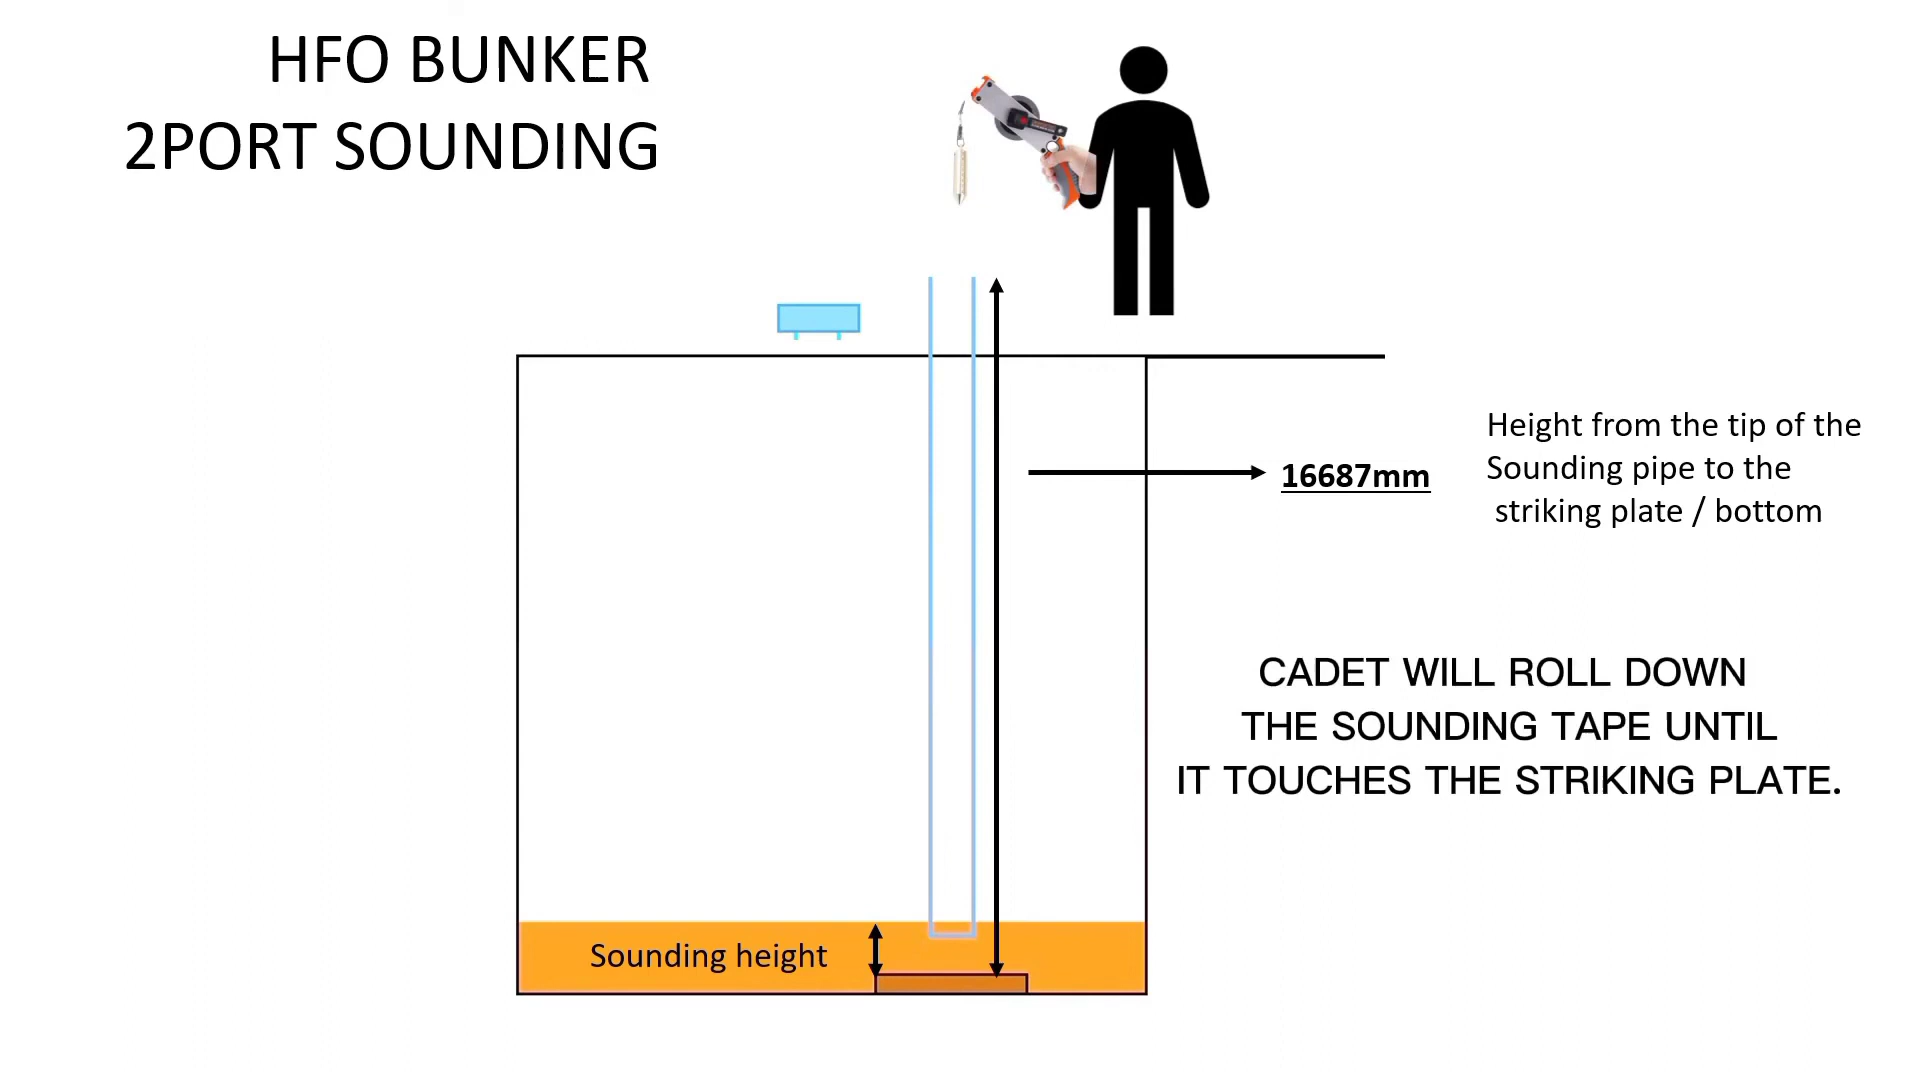 HFO BUNKER
2PORT SOUNDING
16687mm
Height from the tip of the
Sounding pipe to the
striking plate / bottom
CADET WILL ROLL DOWN
THE SOUNDING TAPE UNTIL
IT TOUCHES THE STRIKING PLATE.
Sounding height